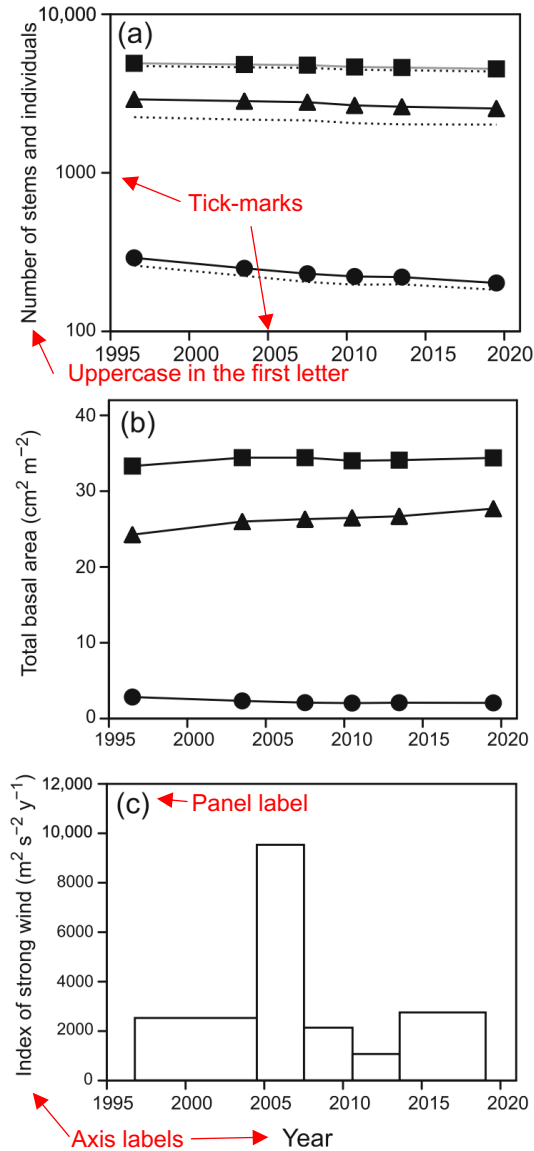 10,000
(a)
Number of stems and individuals
1000
Tick-marks
100
1995 2000 2005 2010 2015 2020
Uppercase in the first letter
40
(b)
30
Total basal area (cm² m⁻²)
20
10
0
1995 2000 2005 2010 2015 2020
12,000
(c)
Panel label
10,000
Index of strong wind (m² s⁻² y⁻¹)
8000
6000
4000
2000
0
1995 2000 2005 2010 2015 2020
Axis labels
Year